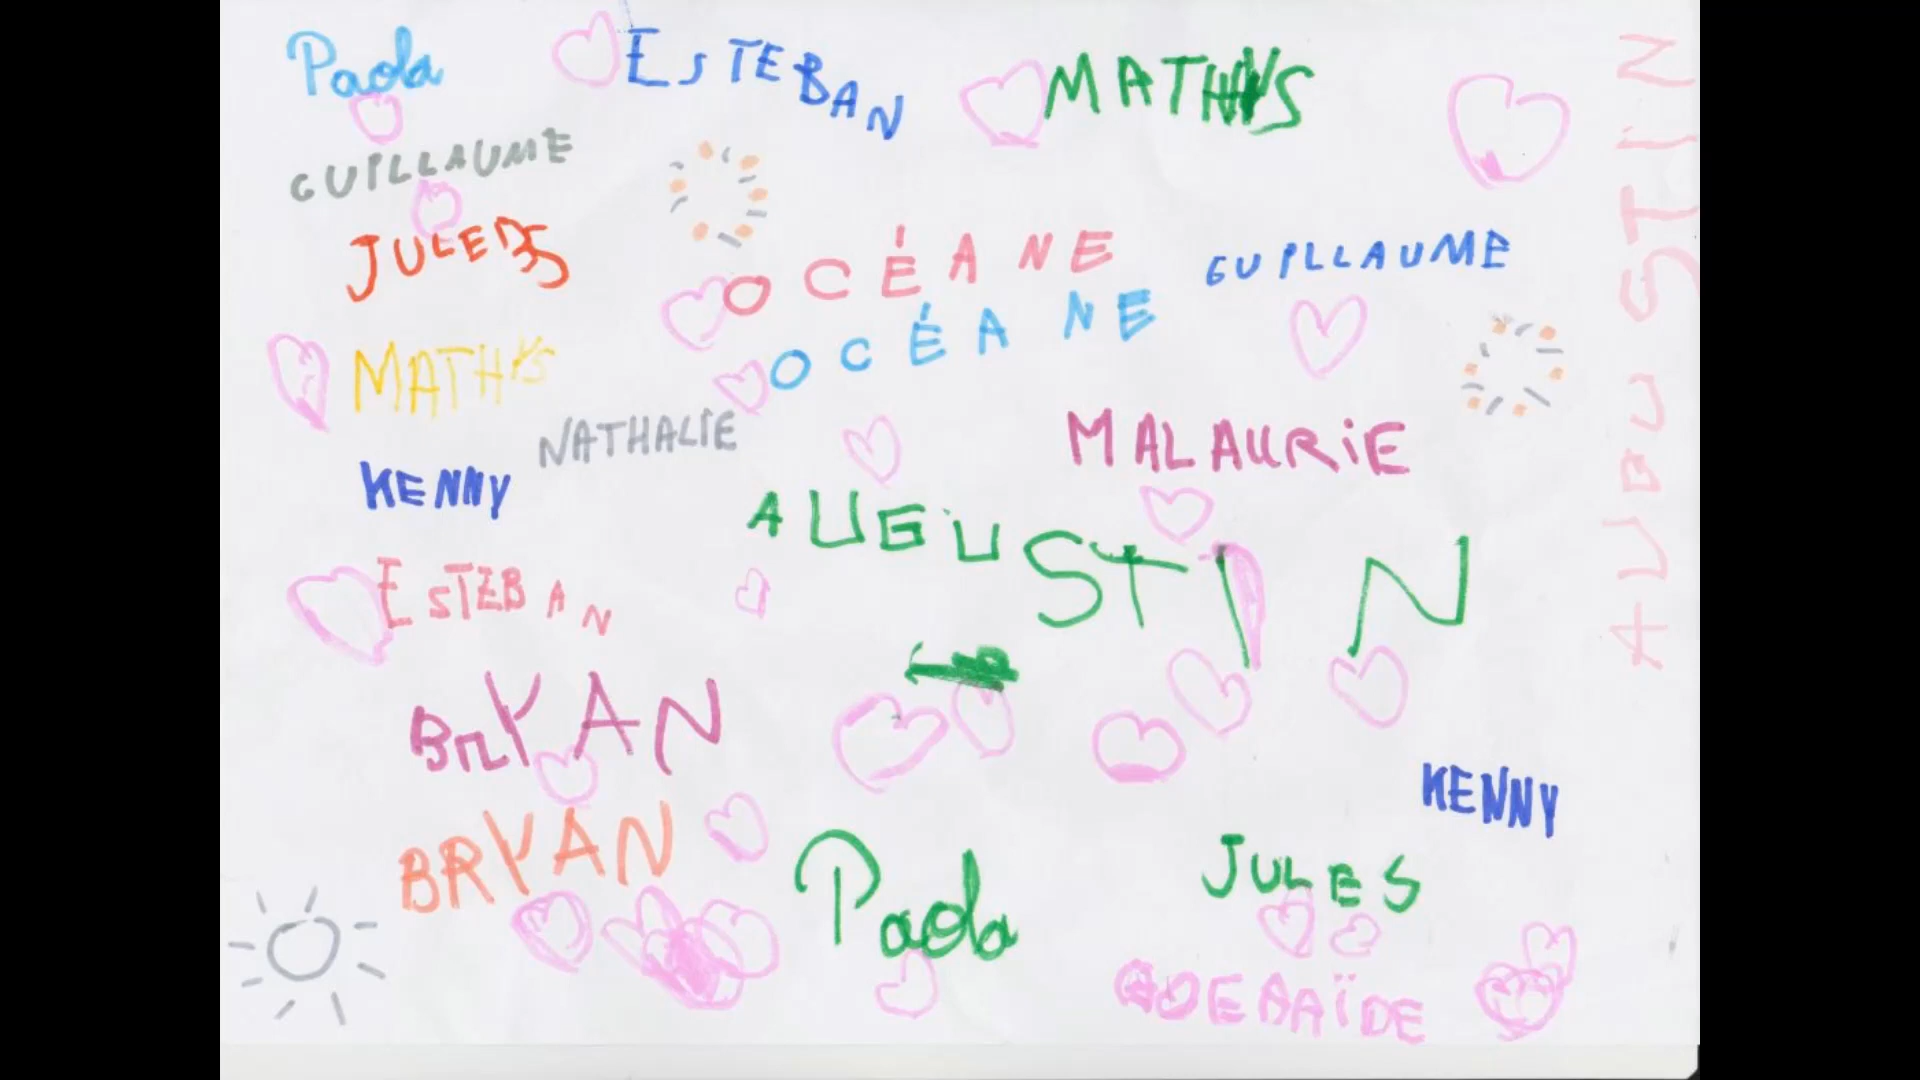 Paola
ESTEBAN
MATHYS
GUILLAUME
JULES
OCÉANE
GUILLAUME
OCÉANE
MATHYS
NATHALIE
MALAURIE
KENNY
AUGUSTIN
ESTEBAN
BRYAN
KENNY
BRYAN
Paola
JULES
AUGUSTIN